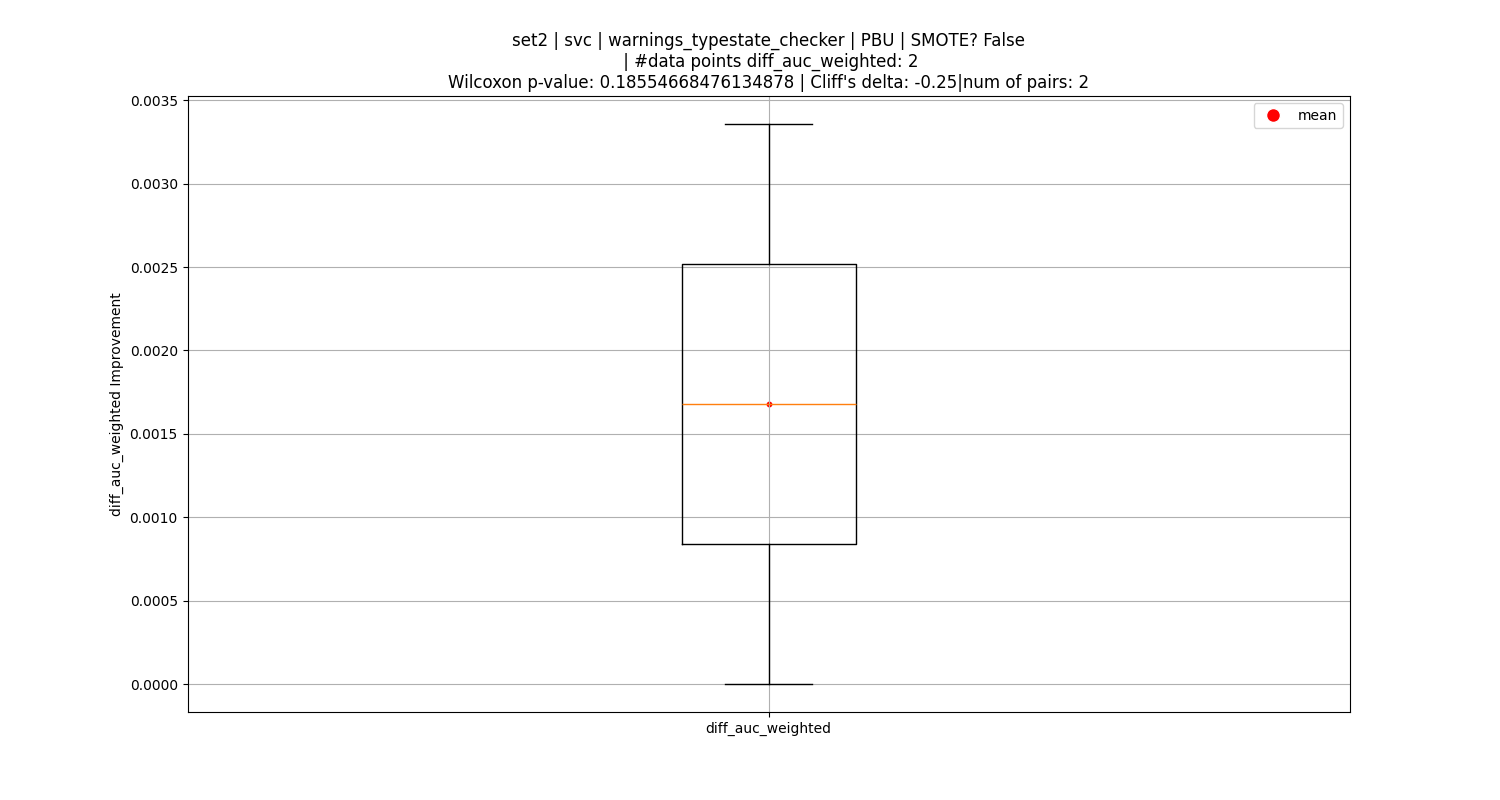 set2 | svc | warnings_typestate_checker | PBU | SMOTE? False
| #data points diff_auc_weighted: 2
Wilcoxon p-value: 0.18554668476134878 | Cliff's delta: -0.25|num of pairs: 2
mean
0.0035
0.0030
0.0025
0.0020
0.0015
0.0010
0.0005
0.0000
diff_auc_weighted Improvement
diff_auc_weighted